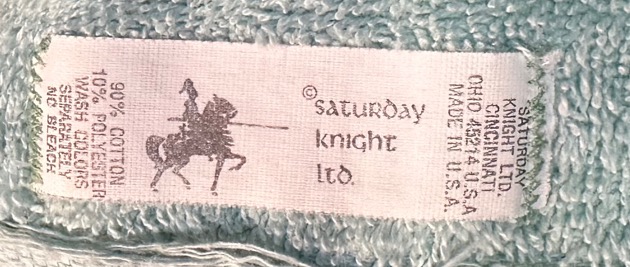 90% COTTON
10% POLYESTER
WASH COLORS
SEPARATELY
NO BLEACH
©saturday
knight
ltd.
SATURDAY
KNIGHT LTD.
CINCINNATI
OHIO 45214 U.S.A
MADE IN U.S.A.